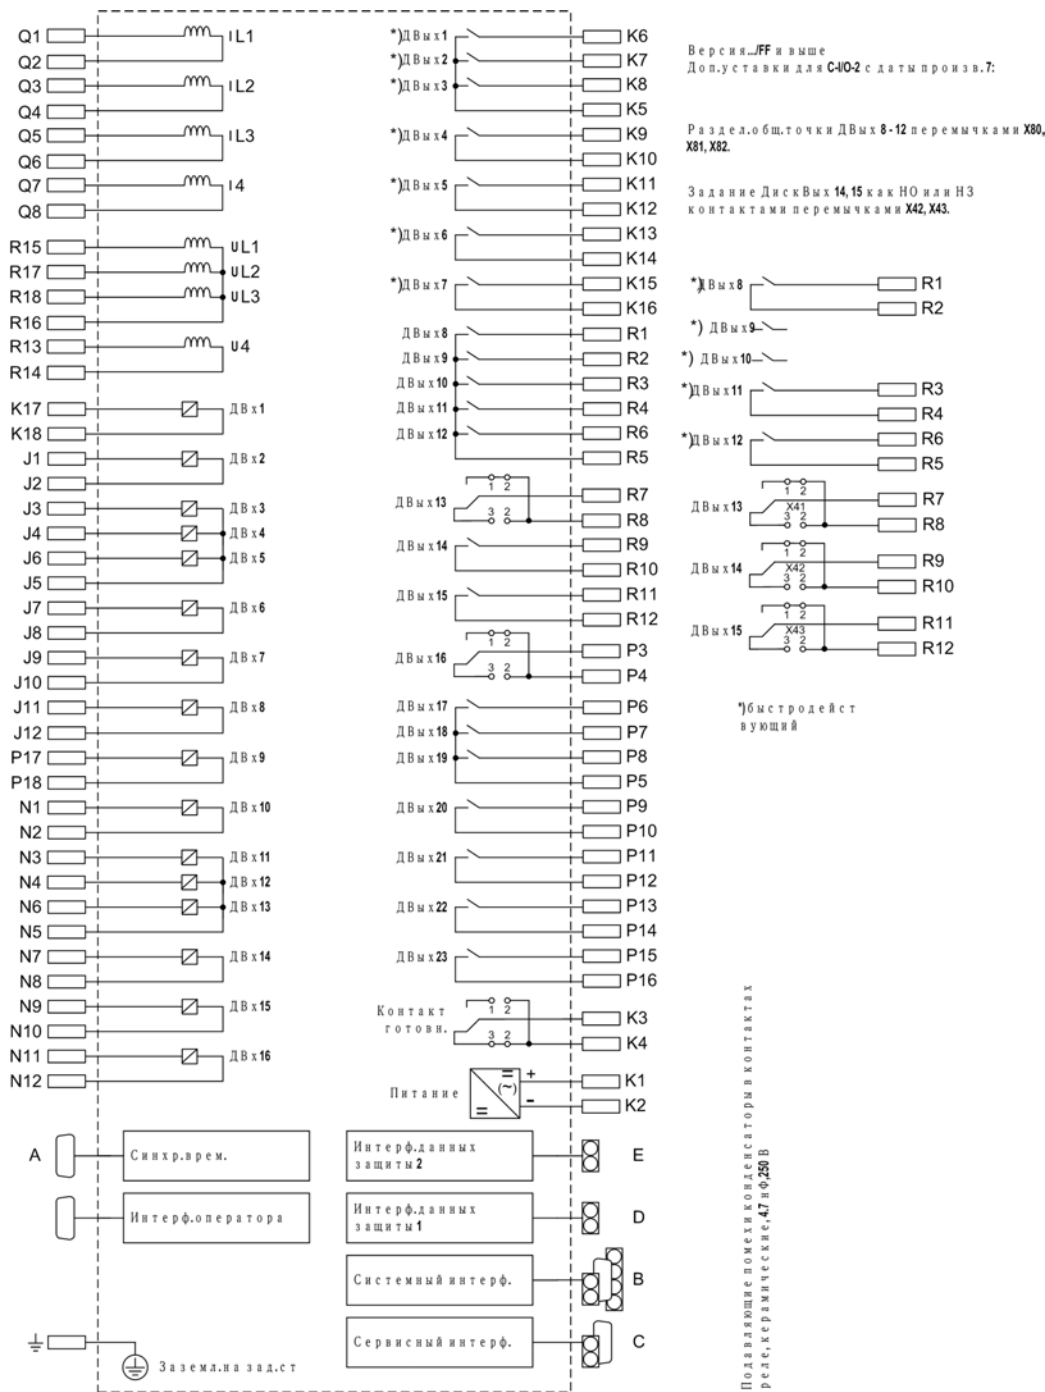 Q1
IL1
Q2
Q3
IL2
Q4
Q5
IL3
Q6
Q7
I4
Q8
R15
UL1
R17
UL2
R18
UL3
R16
R13
U4
R14
K17
ДВх1
K18
J1
ДВх2
J2
J3
ДВх3
J4
ДВх4
J6
ДВх5
J5
J7
ДВх6
J8
J9
ДВх7
J10
J11
ДВх8
J12
P17
ДВх9
P18
N1
ДВх10
N2
N3
ДВх11
N4
ДВх12
N6
ДВх13
N5
N7
ДВх14
N8
N9
ДВх15
N10
N11
ДВх16
N12
A
Синхр.врем.
Интерф.оператора
Заземл.на зад.ст
*)ДВых1
K6
*)ДВых2
K7
*)ДВых3
K8
K5
*)ДВых4
K9
K10
*)ДВых5
K11
K12
*)ДВых6
K13
K14
*)ДВых7
K15
K16
ДВых8
R1
ДВых9
R2
ДВых10
R3
ДВых11
R4
ДВых12
R6
R5
1 2
ДВых13
R7
3 2
R8
ДВых14
R9
R10
ДВых15
R11
R12
1 2
ДВых16
P3
3 2
P4
ДВых17
P6
ДВых18
P7
ДВых19
P8
P5
ДВых20
P9
P10
ДВых21
P11
P12
ДВых22
P13
P14
ДВых23
P15
P16
1 2
Контакт
готовн.
K3
3 2
K4
Питание
= (~) =
+
K1
-
K2
Интерф.данных
защиты 2
E
Интерф.данных
защиты 1
D
Системный интерф.
B
Сервисный интерф.
C
Версия.../FF и выше
Доп.уставки для C-I/O-2 с даты произв. 7:
Раздел.общ.точки ДВых 8 - 12 перемычками X80,
X81, X82.
Задание ДискВых 14, 15 как НО или НЗ
контактами перемычками X42, X43.
*)ДВых8
R1
R2
*) ДВых9
*) ДВых10
*)ДВых11
R3
R4
*)ДВых12
R6
R5
1 2
ДВых13
X41
R7
3 2
R8
1 2
ДВых14
X42
R9
3 2
R10
1 2
ДВых15
X43
R11
3 2
R12
*)быстродейст
вующий
Подавляющие помехи конденсаторы в контактах
реле, керамические, 4.7 нФ, 250 В